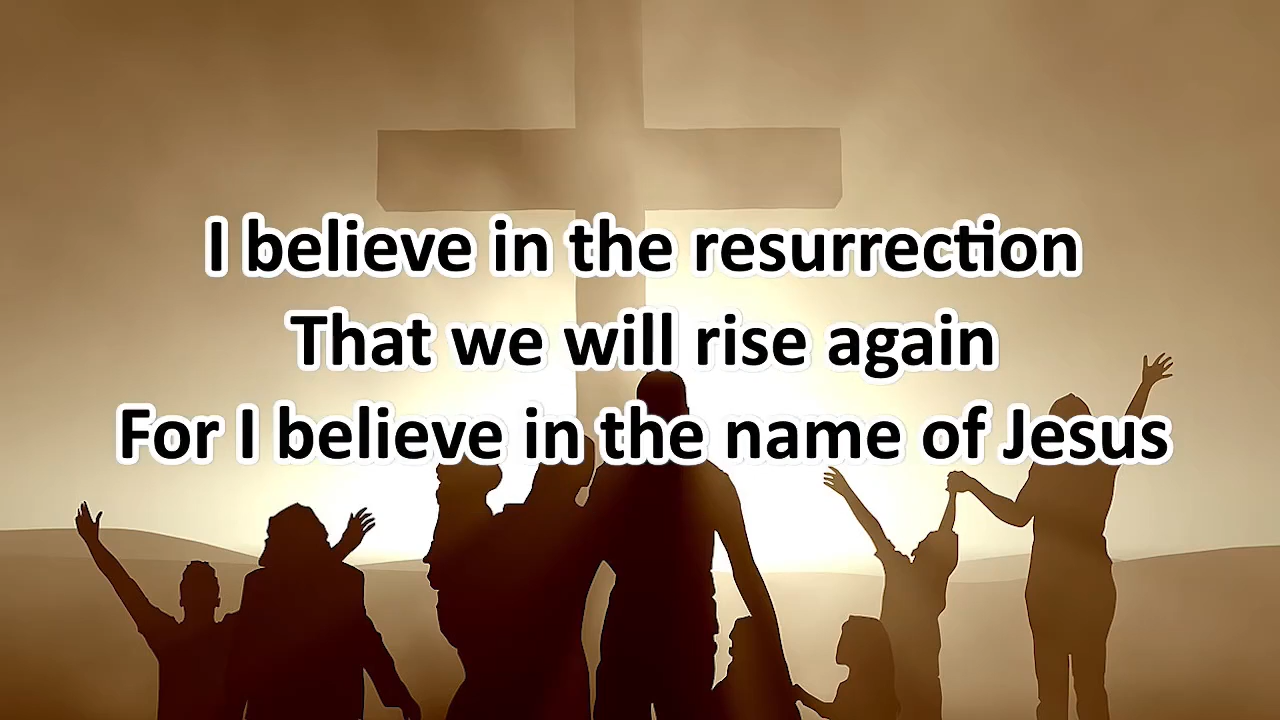 I believe in the resurrection
That we will rise again
For I believe in the name of Jesus